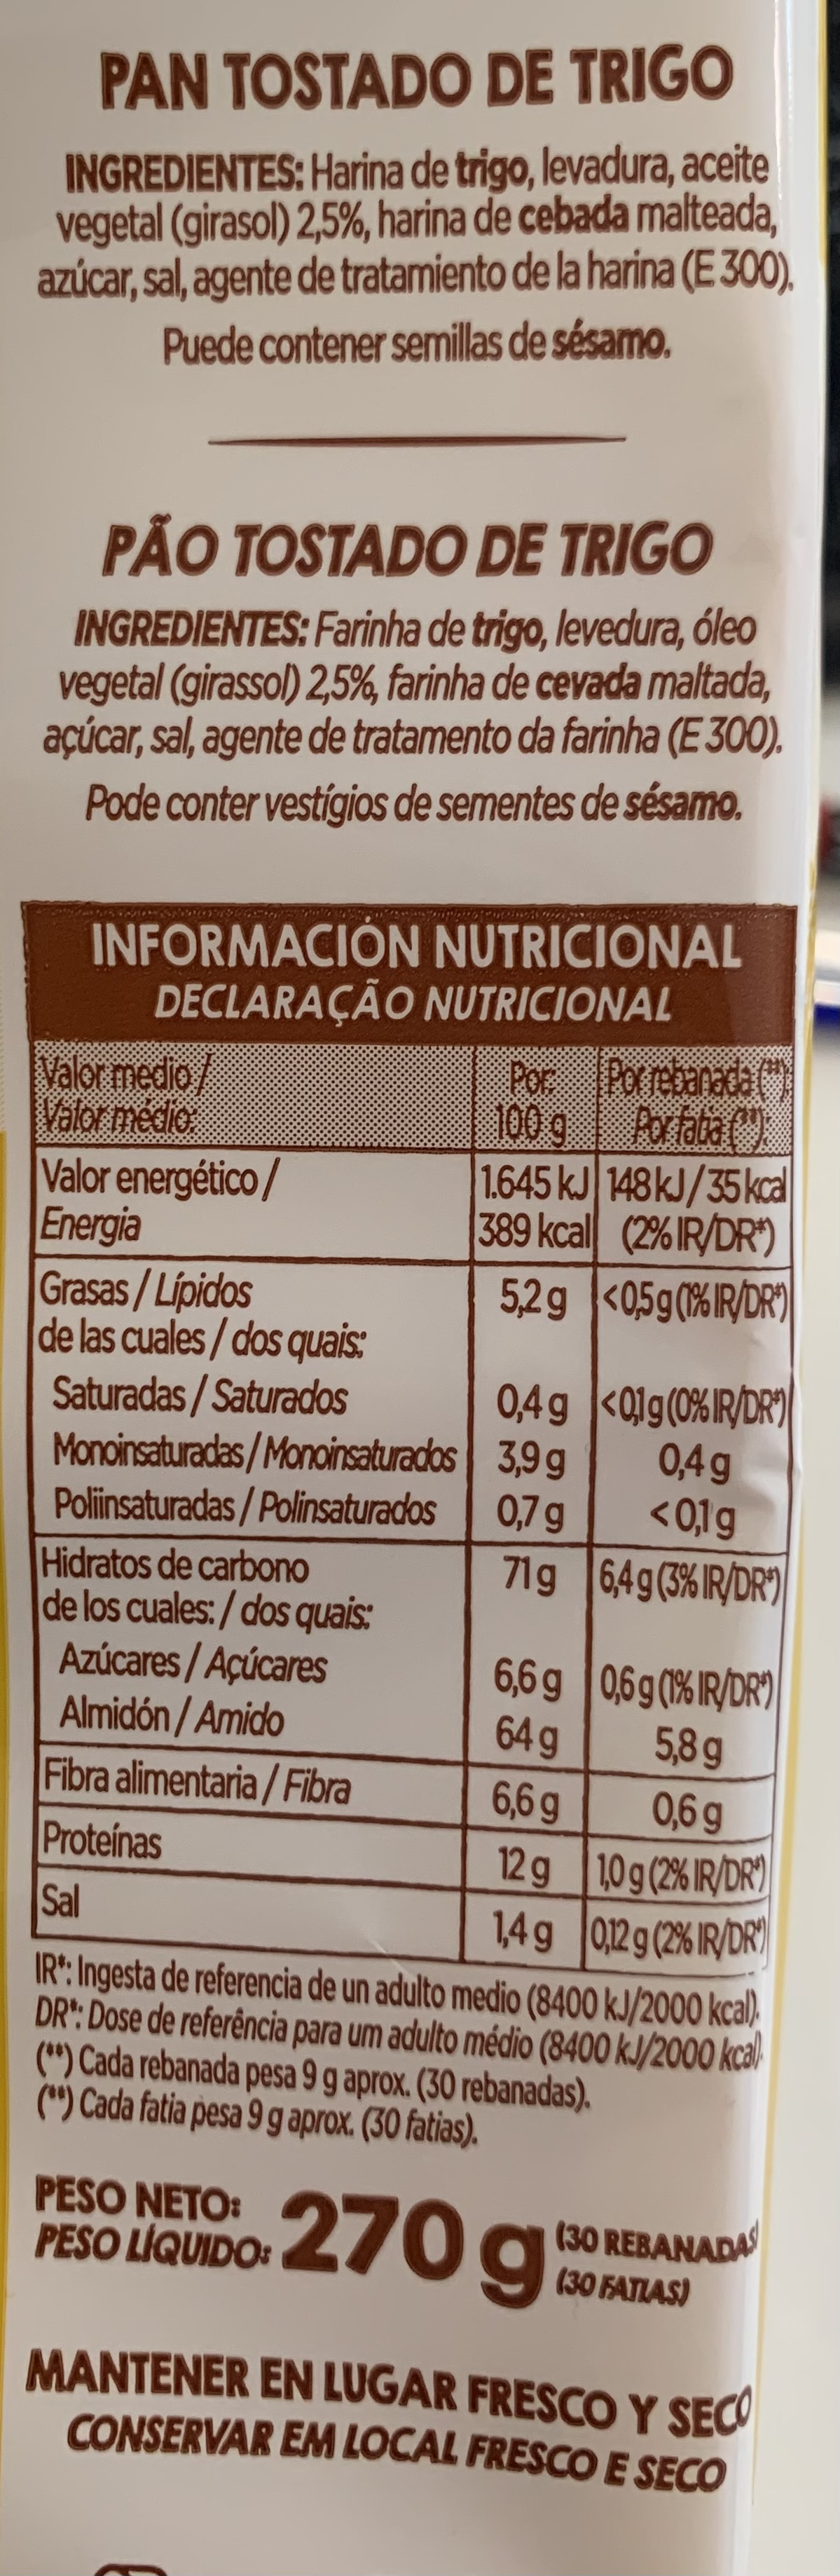 PAN TOSTADO DE TRIGO
INGREDIENTES: Harina de trigo, levadura, aceite
vegetal (girasol) 2,5%, harina de cebada malteada,
azúcar, sal, agente de tratamiento de la harina (E 300).
Puede contener semillas de sésamo.
PÃO TOSTADO DE TRIGO
INGREDIENTES: Farinha de trigo, levedura, óleo
vegetal (girassol) 2,5%, farinha de cevada maltada,
açúcar, sal, agente de tratamento da farinha (E 300).
Pode conter vestígios de sementes de sésamo.
INFORMACIÓN NUTRICIONAL
DECLARAÇÃO NUTRICIONAL
Valor medio / Por: Por rebanada (**):
Valor médio: 100 g Por fatia (**):
Valor energético / 1.645 kJ 148 kJ / 35 kcal
Energia 389 kcal (2% IR/DR*)
Grasas / Lípidos 5,2 g <0,5 g (1% IR/DR*)
de las cuales / dos quais:
Saturadas / Saturados 0,4 g <0,1 g (0% IR/DR*)
Monoinsaturadas / Monoinsaturados 3,9 g 0,4 g
Poliinsaturadas / Polinsaturados 0,7 g <0,1 g
Hidratos de carbono 71 g 6,4 g (3% IR/DR*)
de los cuales: / dos quais:
Azúcares / Açúcares 6,6 g 0,6 g (1% IR/DR*)
Almidón / Amido 64 g 5,8 g
Fibra alimentaria / Fibra 6,6 g 0,6 g
Proteínas 12 g 1,0 g (2% IR/DR*)
Sal 1,4 g 0,12 g (2% IR/DR*)
IR*: Ingesta de referencia de un adulto medio (8400 kJ/2000 kcal).
DR*: Dose de referência para um adulto médio (8400 kJ/2000 kcal).
(**) Cada rebanada pesa 9 g aprox. (30 rebanadas).
(**) Cada fatia pesa 9 g aprox. (30 fatias).
PESO NETO: 270 g (30 REBANADAS)
PESO LÍQUIDO: (30 FATIAS)
MANTENER EN LUGAR FRESCO Y SECO
CONSERVAR EM LOCAL FRESCO E SECO